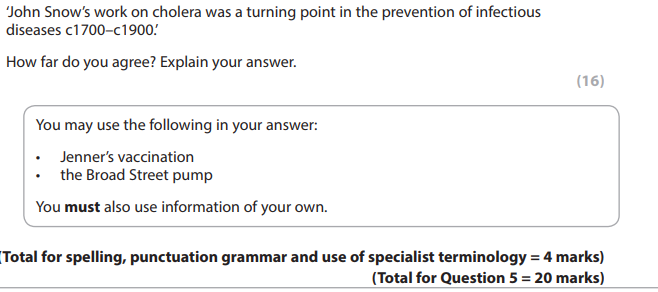 ‘John Snow’s work on cholera was a turning point in the prevention of infectious
diseases c1700–c1900.’
How far do you agree? Explain your answer.
(16)
You may use the following in your answer:
• Jenner’s vaccination
• the Broad Street pump
You must also use information of your own.
(Total for spelling, punctuation grammar and use of specialist terminology = 4 marks)
(Total for Question 5 = 20 marks)